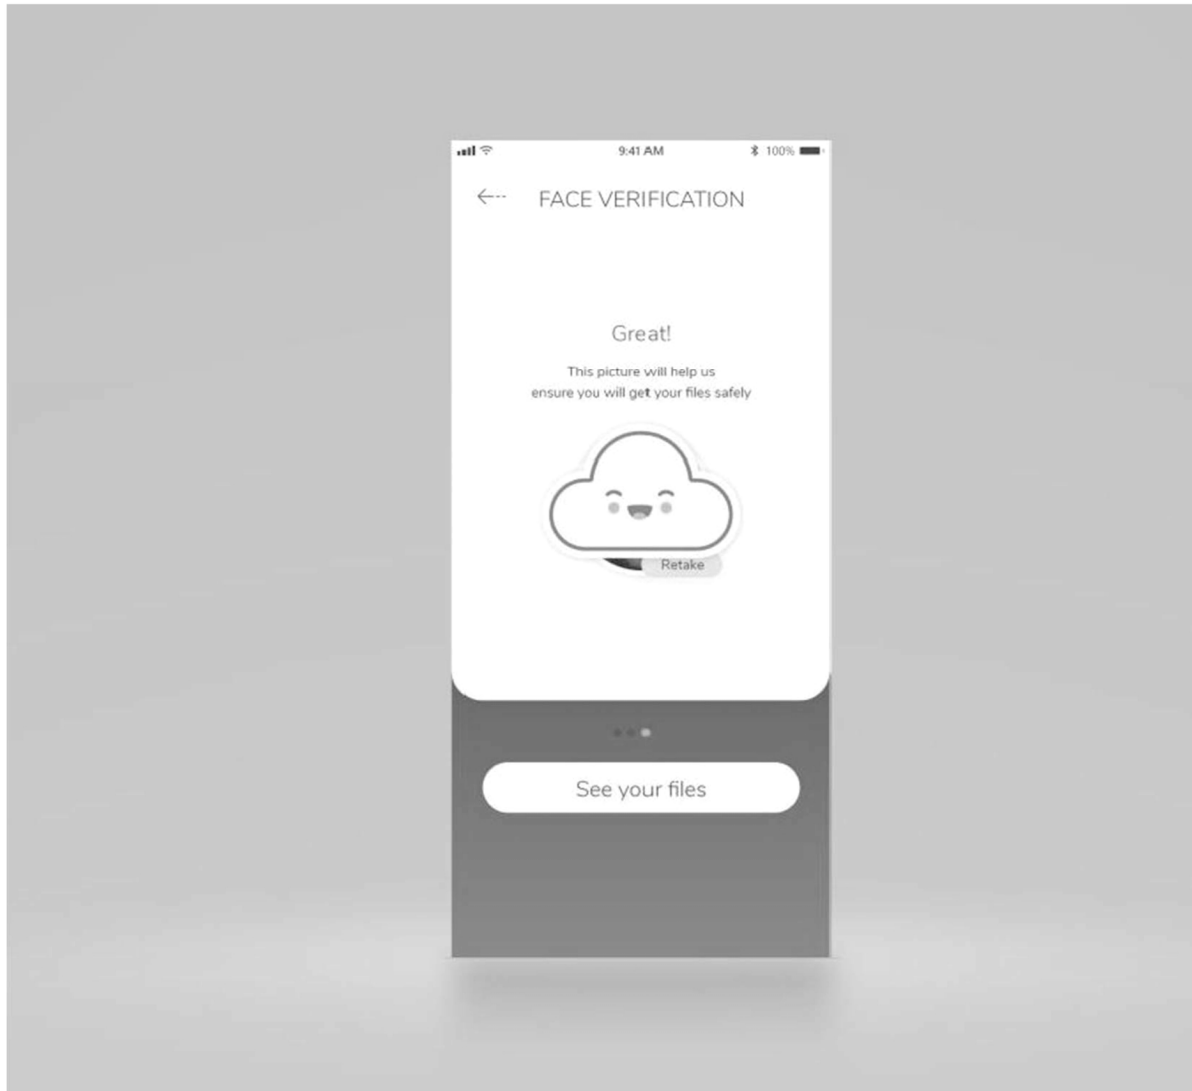 9:41 AM
100%
FACE VERIFICATION
Great!
This picture will help us
ensure you will get your files safely
Retake
See your files